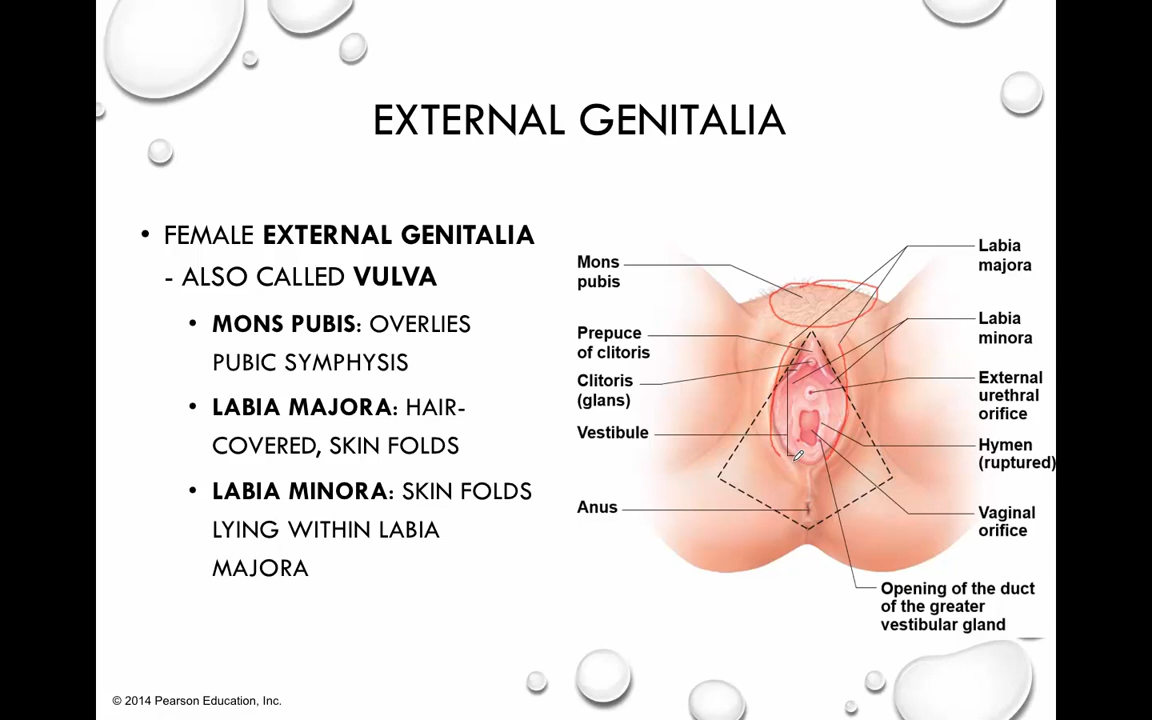 EXTERNAL GENITALIA
• FEMALE EXTERNAL GENITALIA
- ALSO CALLED VULVA
• MONS PUBIS: OVERLIES
PUBIC SYMPHYSIS
• LABIA MAJORA: HAIR-
COVERED, SKIN FOLDS
• LABIA MINORA: SKIN FOLDS
LYING WITHIN LABIA
MAJORA
Mons
pubis
Prepuce
of clitoris
Clitoris
(glans)
Vestibule
Anus
Labia
majora
Labia
minora
External
urethral
orifice
Hymen
(ruptured)
Vaginal
orifice
Opening of the duct
of the greater
vestibular gland
© 2014 Pearson Education, Inc.